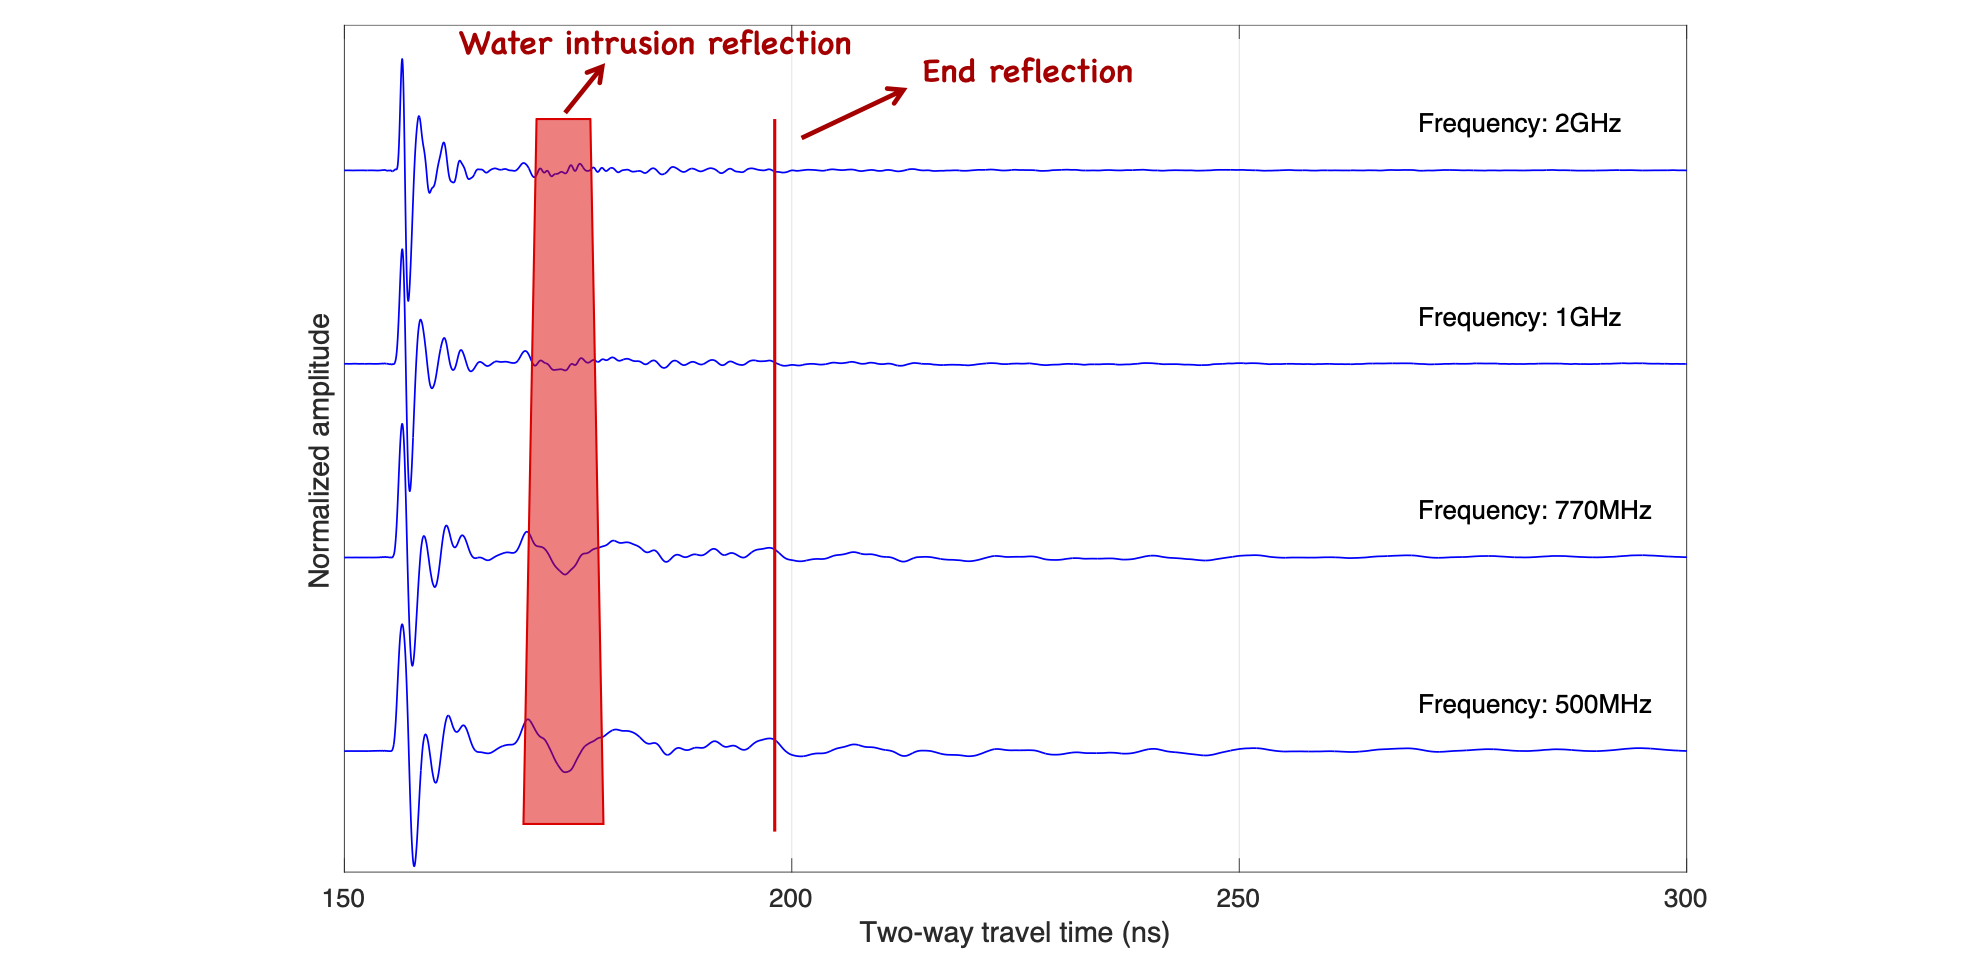 Water intrusion reflection
End reflection
Frequency: 2GHz
Frequency: 1GHz
Frequency: 770MHz
Frequency: 500MHz
Normalized amplitude
150
200
250
300
Two-way travel time (ns)